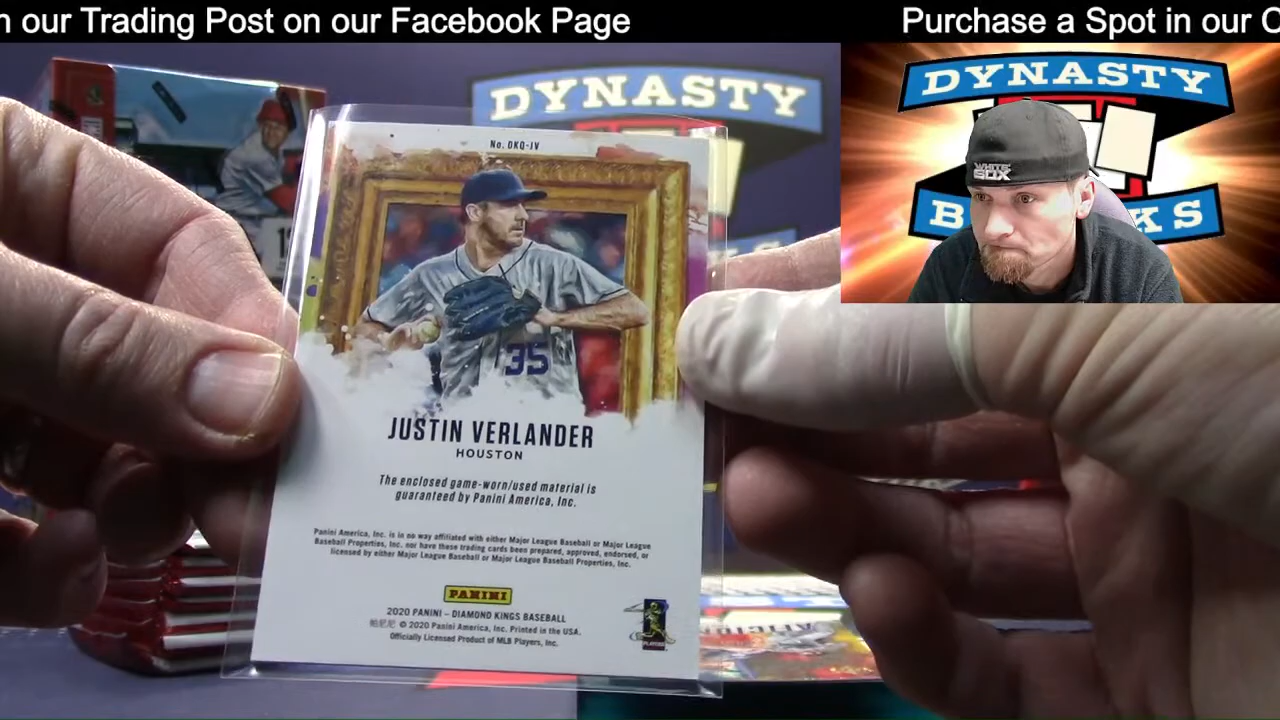 n our Trading Post on our Facebook Page
Purchase a Spot in our
DYNASTY
DYNASTY
WHITE
SOX
No. DKQ-JV
35
JUSTIN VERLANDER
HOUSTON
The enclosed game-worn/used material is
guaranteed by Panini America, Inc.
Panini America, Inc. is in no way affiliated with either Major League Baseball or Major League
Baseball Properties, Inc. nor have these trading cards been prepared, approved, endorsed, or
licensed by either Major League Baseball or Major League Baseball Properties, Inc.
PANINI
2020 PANINI – DIAMOND KINGS BASEBALL
帕尼尼 © 2020 Panini America, Inc. Printed in the USA.
Officially Licensed Product of MLB Players, Inc.